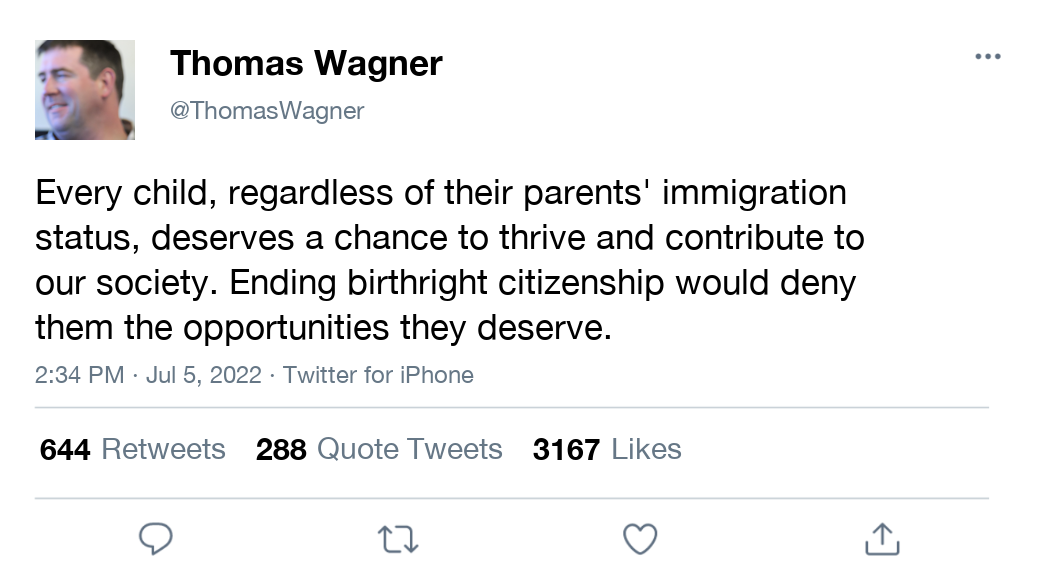 Thomas Wagner
@ThomasWagner
Every child, regardless of their parents' immigration
status, deserves a chance to thrive and contribute to
our society. Ending birthright citizenship would deny
them the opportunities they deserve.
2:34 PM · Jul 5, 2022 · Twitter for iPhone
644 Retweets 288 Quote Tweets 3167 Likes